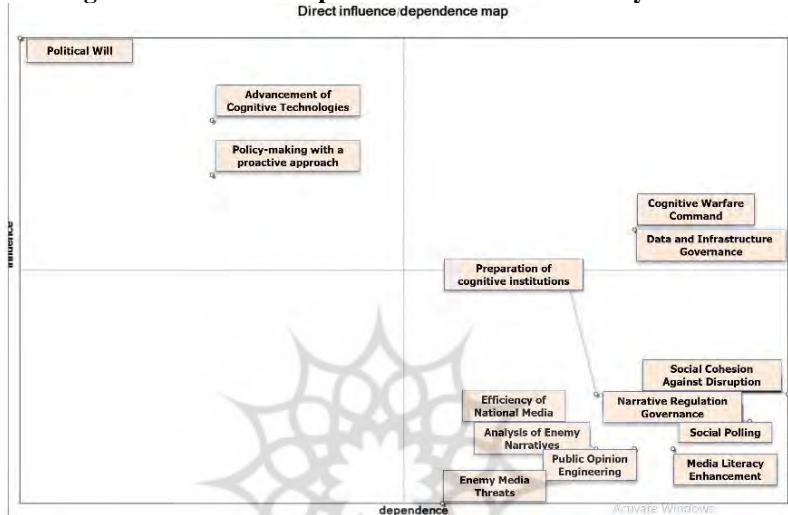 Direct influence/dependence map
Political Will
Advancement of
Cognitive Technologies
Policy-making with a
proactive approach
Cognitive Warfare
Command
Data and Infrastructure
Governance
influence
Preparation of
cognitive institutions
Social Cohesion
Against Disruption
Efficiency of
National Media
Narrative Regulation
Governance
Analysis of Enemy
Narratives
Social Polling
Public Opinion
Engineering
Media Literacy
Enhancement
Enemy Media
Threats
dependence
Activate Windows